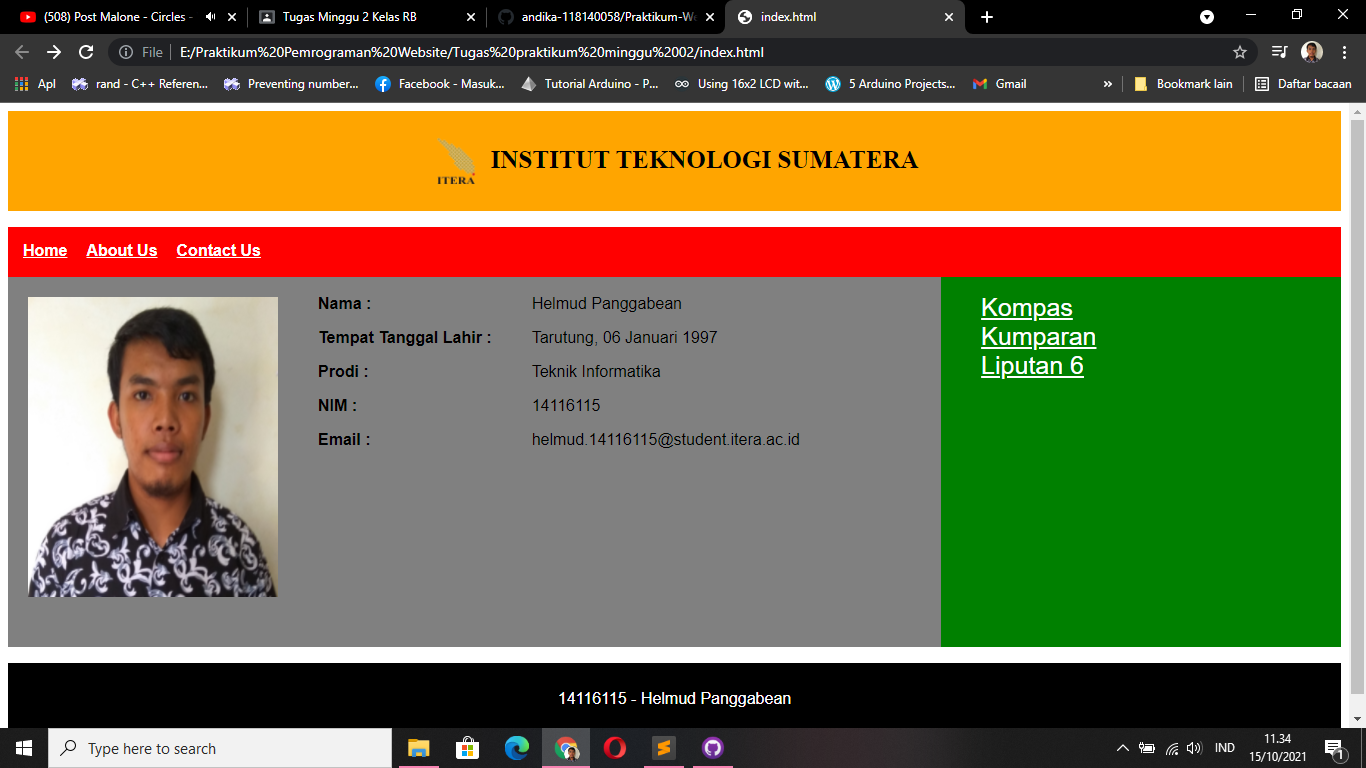 (508) Post Malone - Circles -
Tugas Minggu 2 Kelas RB
andika-118140058/Praktikum-We
index.html
File
E:/Praktikum%20Pemrograman%20Website/Tugas%20praktikum%20minggu%2002/index.html
Apl
rand - C++ Referen...
Preventing number...
Facebook - Masuk...
Tutorial Arduino - P...
Using 16x2 LCD wit...
5 Arduino Projects...
Gmail
»
Bookmark lain
Daftar bacaan
ITERA
INSTITUT TEKNOLOGI SUMATERA
Home About Us Contact Us
Nama : Helmud Panggabean
Tempat Tanggal Lahir : Tarutung, 06 Januari 1997
Prodi : Teknik Informatika
NIM : 14116115
Email : helmud.14116115@student.itera.ac.id
Kompas
Kumparan
Liputan 6
14116115 - Helmud Panggabean
Type here to search
IND
11.34
15/10/2021
1